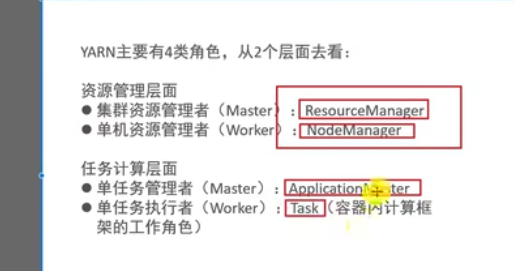 YARN主要有4类角色，从2个层面去看：
资源管理层面
● 集群资源管理者（Master）：ResourceManager
● 单机资源管理者（Worker）：NodeManager
任务计算层面
● 单任务管理者（Master）：ApplicationMaster
● 单任务执行者（Worker）：Task（容器内计算框
架的工作角色）